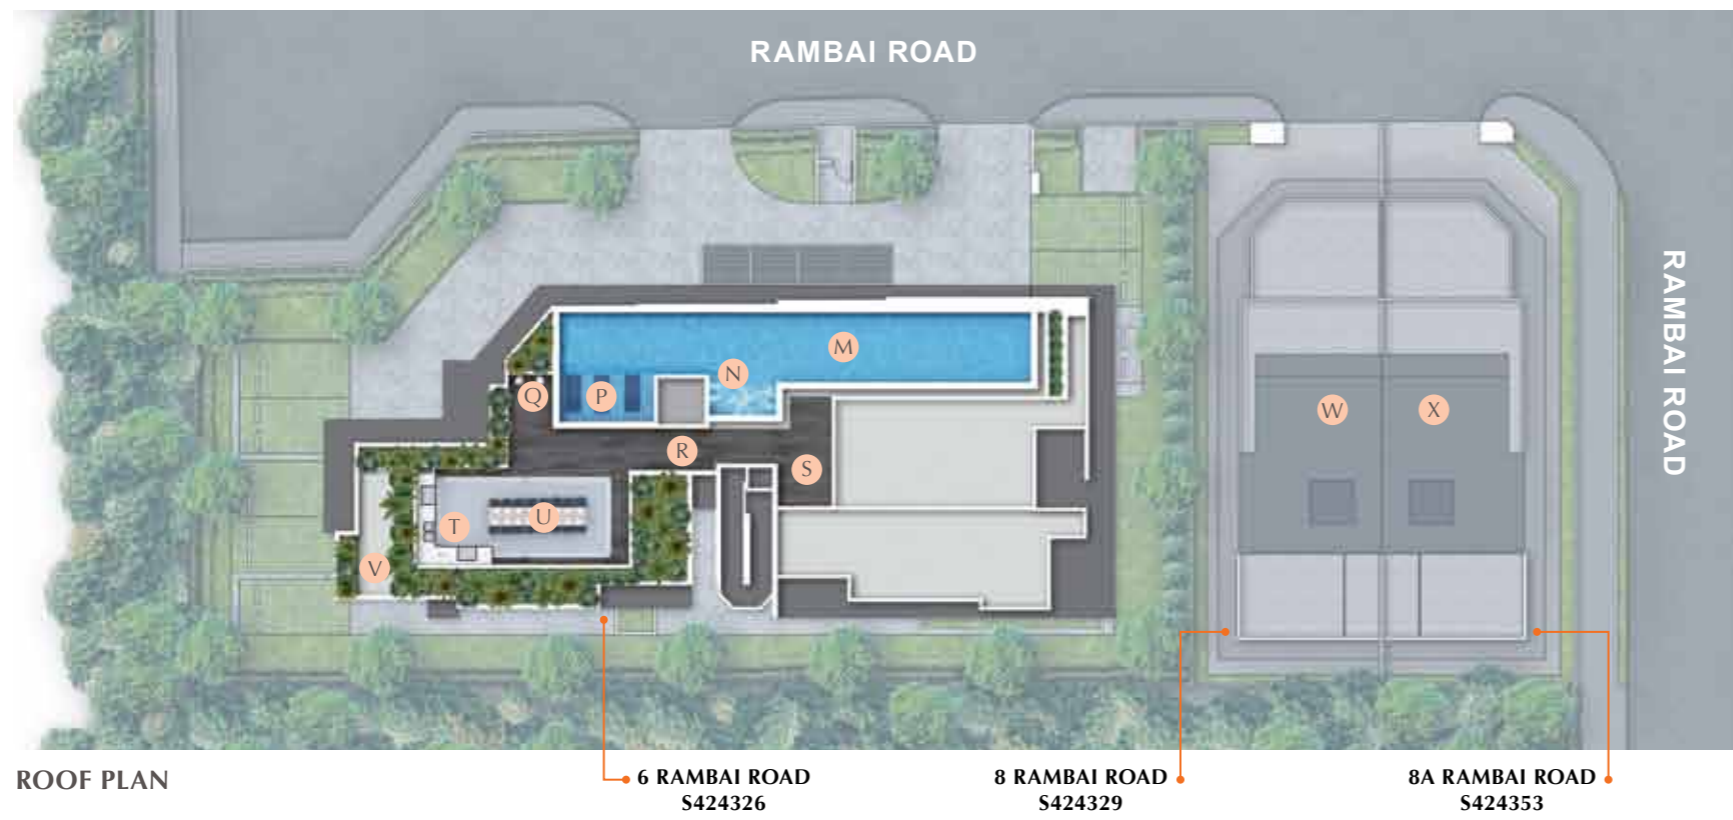 RAMBAI ROAD
RAMBAI ROAD
M
N
Q
P
W
X
R
S
T
U
V
ROOF PLAN
6 RAMBAI ROAD
S424326
8 RAMBAI ROAD
S424329
8A RAMBAI ROAD
S424353